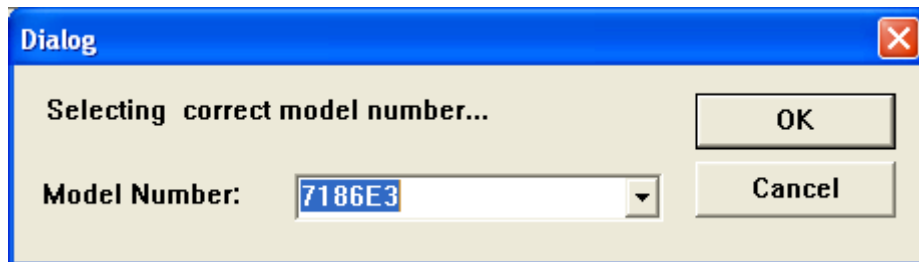 Dialog
Selecting correct model number...
OK
Model Number: 7186E3
Cancel